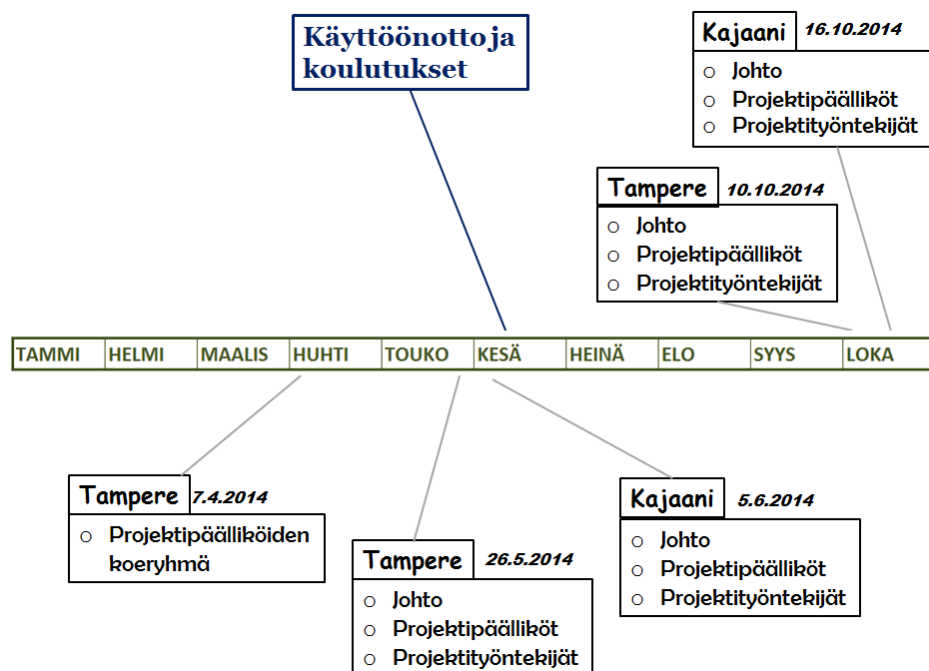 Käyttöönotto ja
koulutukset
Kajaani 16.10.2014
o Johto
o Projektipäälliköt
o Projektityöntekijät
Tampere 10.10.2014
o Johto
o Projektipäälliköt
o Projektityöntekijät
TAMMI HELMI MAALIS HUHTI TOUKO KESÄ HEINÄ ELO SYYS LOKA
Tampere 7.4.2014
o Projektipäälliköiden
koeryhmä
Tampere 26.5.2014
o Johto
o Projektipäälliköt
o Projektityöntekijät
Kajaani 5.6.2014
o Johto
o Projektipäälliköt
o Projektityöntekijät